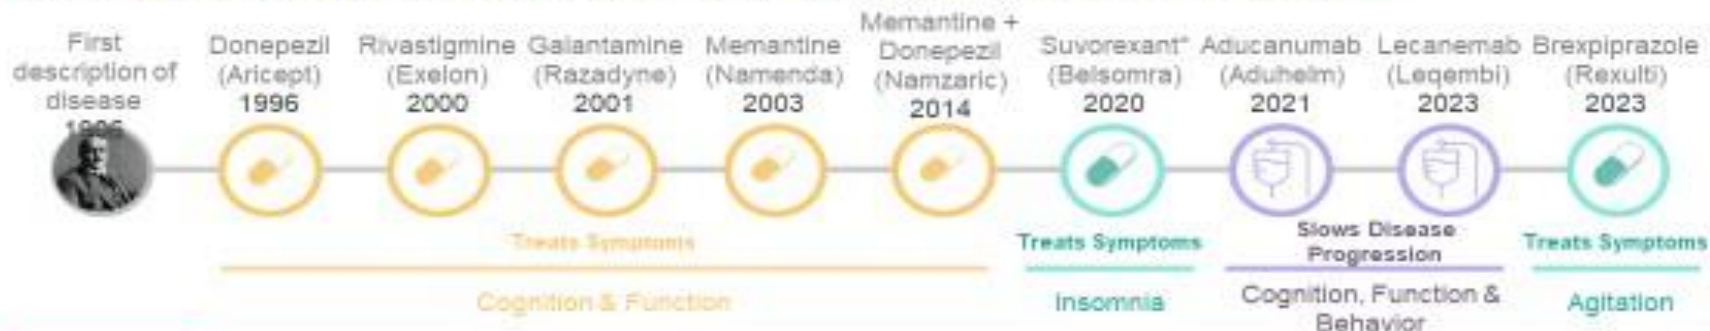 First
description of
disease
1906
Donepezil
(Aricept)
1996
Rivastigmine
(Exelon)
2000
Galantamine
(Razadyne)
2001
Memantine
(Namenda)
2003
Memantine +
Donepezil
(Namzaric)
2014
Suvorexant*
(Belsomra)
2020
Aducanumab
(Aduhelm)
2021
Lecanemab
(Leqembi)
2023
Brexpiprazole
(Rexulti)
2023
Treats Symptoms
Cognition & Function
Treats Symptoms
Insomnia
Slows Disease
Progression
Cognition, Function &
Behavior
Treats Symptoms
Agitation